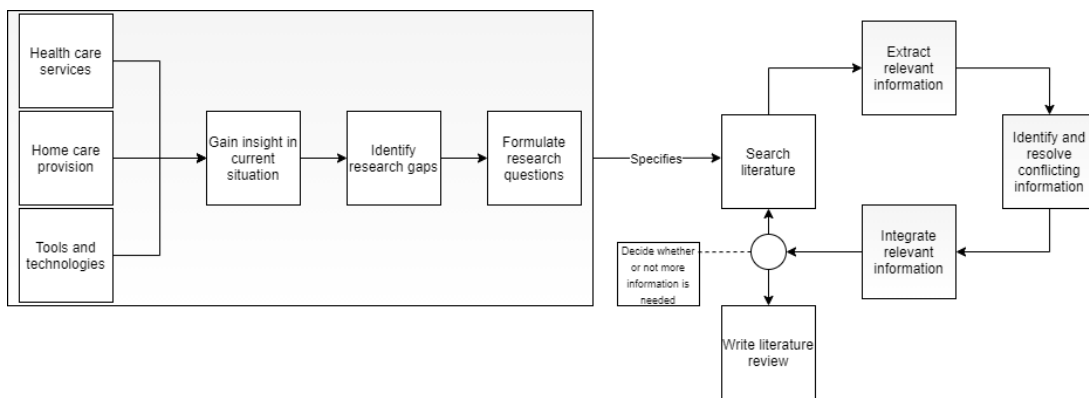 Health care
services
Home care
provision
Tools and
technologies
Gain insight in
current
situation
Identify
research gaps
Formulate
research
questions
Specifies
Search
literature
Extract
relevant
information
Identify and
resolve
conflicting
information
Integrate
relevant
information
Decide whether
or not more
information is
needed
Write literature
review